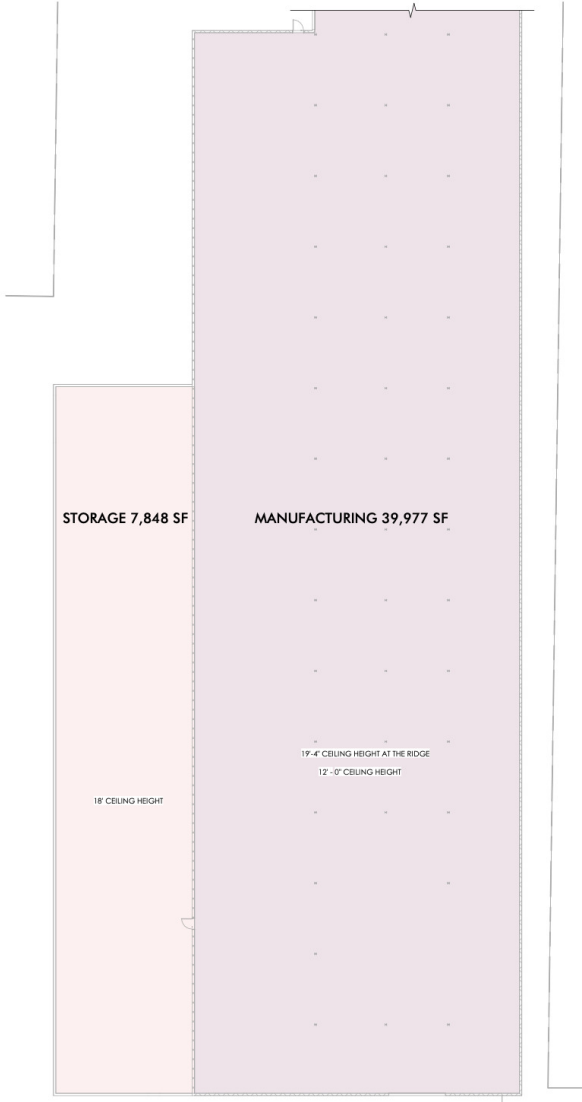 STORAGE 7,848 SF
MANUFACTURING 39,977 SF
19'-4" CEILING HEIGHT AT THE RIDGE
12' - 0" CEILING HEIGHT
18' CEILING HEIGHT